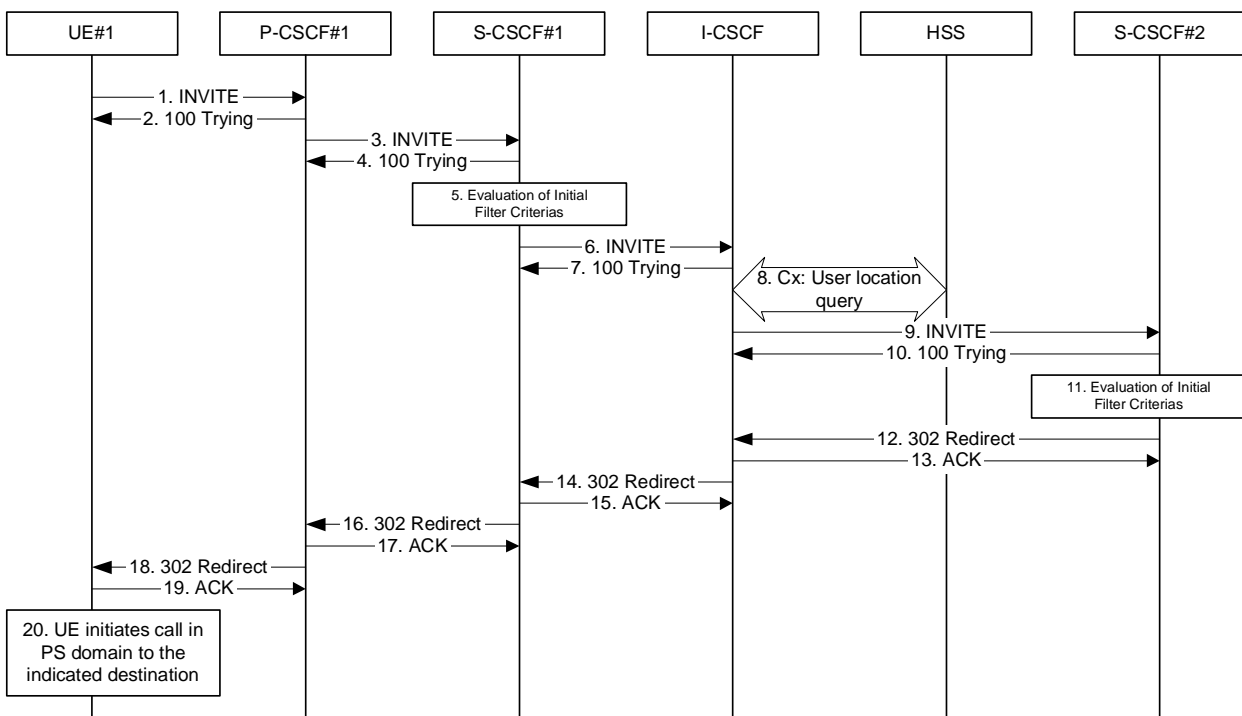 UE#1
P-CSCF#1
S-CSCF#1
I-CSCF
HSS
S-CSCF#2
1. INVITE
2. 100 Trying
3. INVITE
4. 100 Trying
5. Evaluation of Initial
Filter Criterias
6. INVITE
7. 100 Trying
8. Cx: User location
query
9. INVITE
10. 100 Trying
11. Evaluation of Initial
Filter Criterias
12. 302 Redirect
13. ACK
14. 302 Redirect
15. ACK
16. 302 Redirect
17. ACK
18. 302 Redirect
19. ACK
20. UE initiates call in
PS domain to the
indicated destination